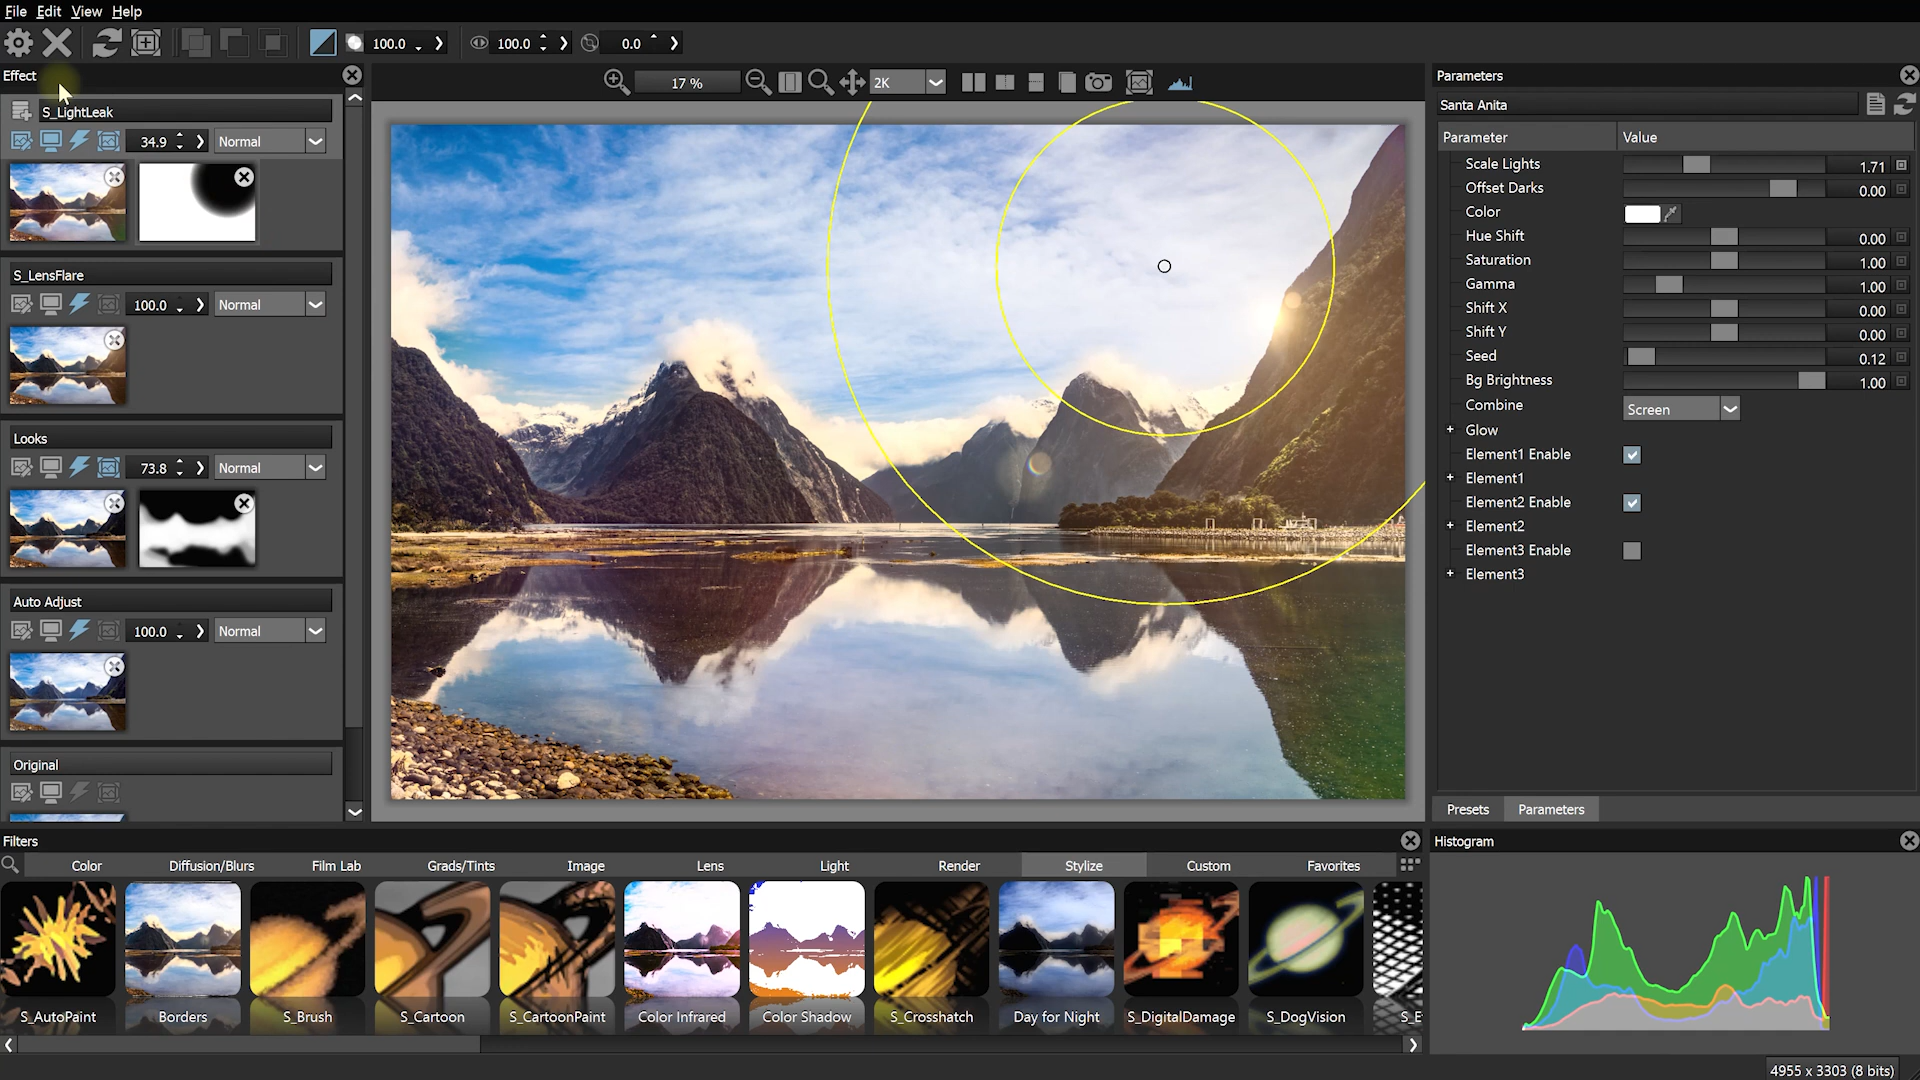 File Edit View Help
100.0 100.0 0.0
Effect
S_LightLeak
34.9 Normal
S_LensFlare
100.0 Normal
Looks
73.8 Normal
Auto Adjust
100.0 Normal
Original
17 % 2K
Parameters
Santa Anita
Parameter Value
Scale Lights 1.71
Offset Darks 0.00
Color
Hue Shift 0.00
Saturation 1.00
Gamma 1.00
Shift X 0.00
Shift Y 0.00
Seed 0.12
Bg Brightness 1.00
Combine Screen
+ Glow
Element1 Enable
+ Element1
Element2 Enable
+ Element2
Element3 Enable
+ Element3
Presets Parameters
Filters
Color Diffusion/Blurs Film Lab Grads/Tints Image Lens Light Render Stylize Custom Favorites
S_AutoPaint Borders S_Brush S_Cartoon S_CartoonPaint Color Infrared Color Shadow S_Crosshatch Day for Night S_DigitalDamage S_DogVision
Histogram
4955 x 3303 (8 bits)